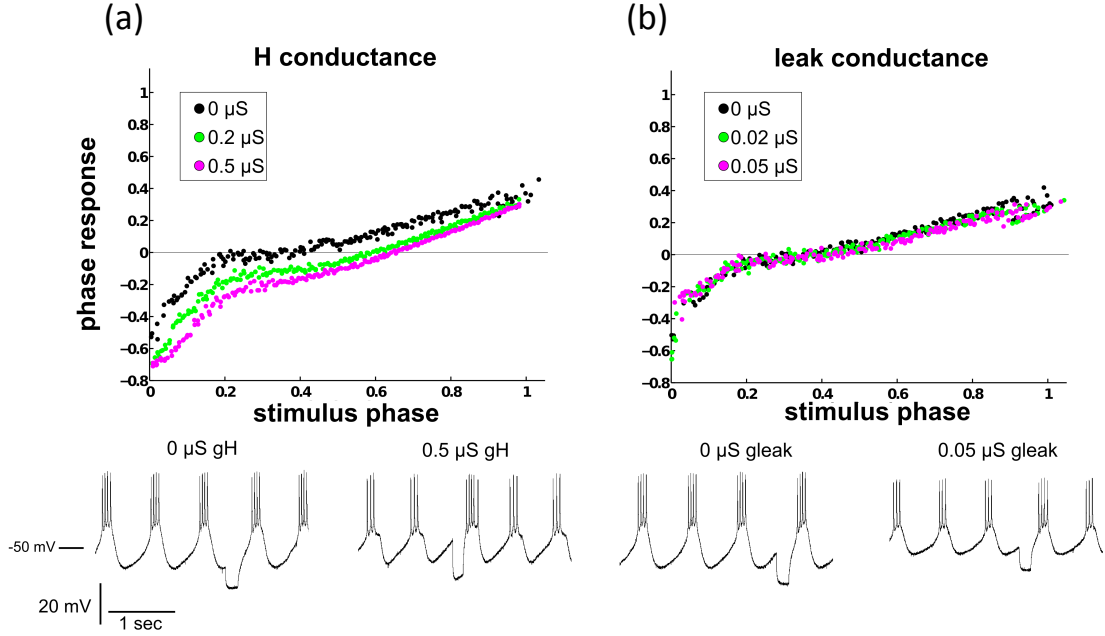 (a)
H conductance
phase response
1
0.8
0.6
0.4
0.2
0
−0.2
−0.4
−0.6
−0.8
0 µS
0.2 µS
0.5 µS
0 0.2 0.4 0.6 0.8 1
stimulus phase
(b)
leak conductance
1
0.8
0.6
0.4
0.2
0
−0.2
−0.4
−0.6
−0.8
0 µS
0.02 µS
0.05 µS
0 0.2 0.4 0.6 0.8 1
stimulus phase
0 µS gH
0.5 µS gH
0 µS gleak
0.05 µS gleak
-50 mV
20 mV
1 sec